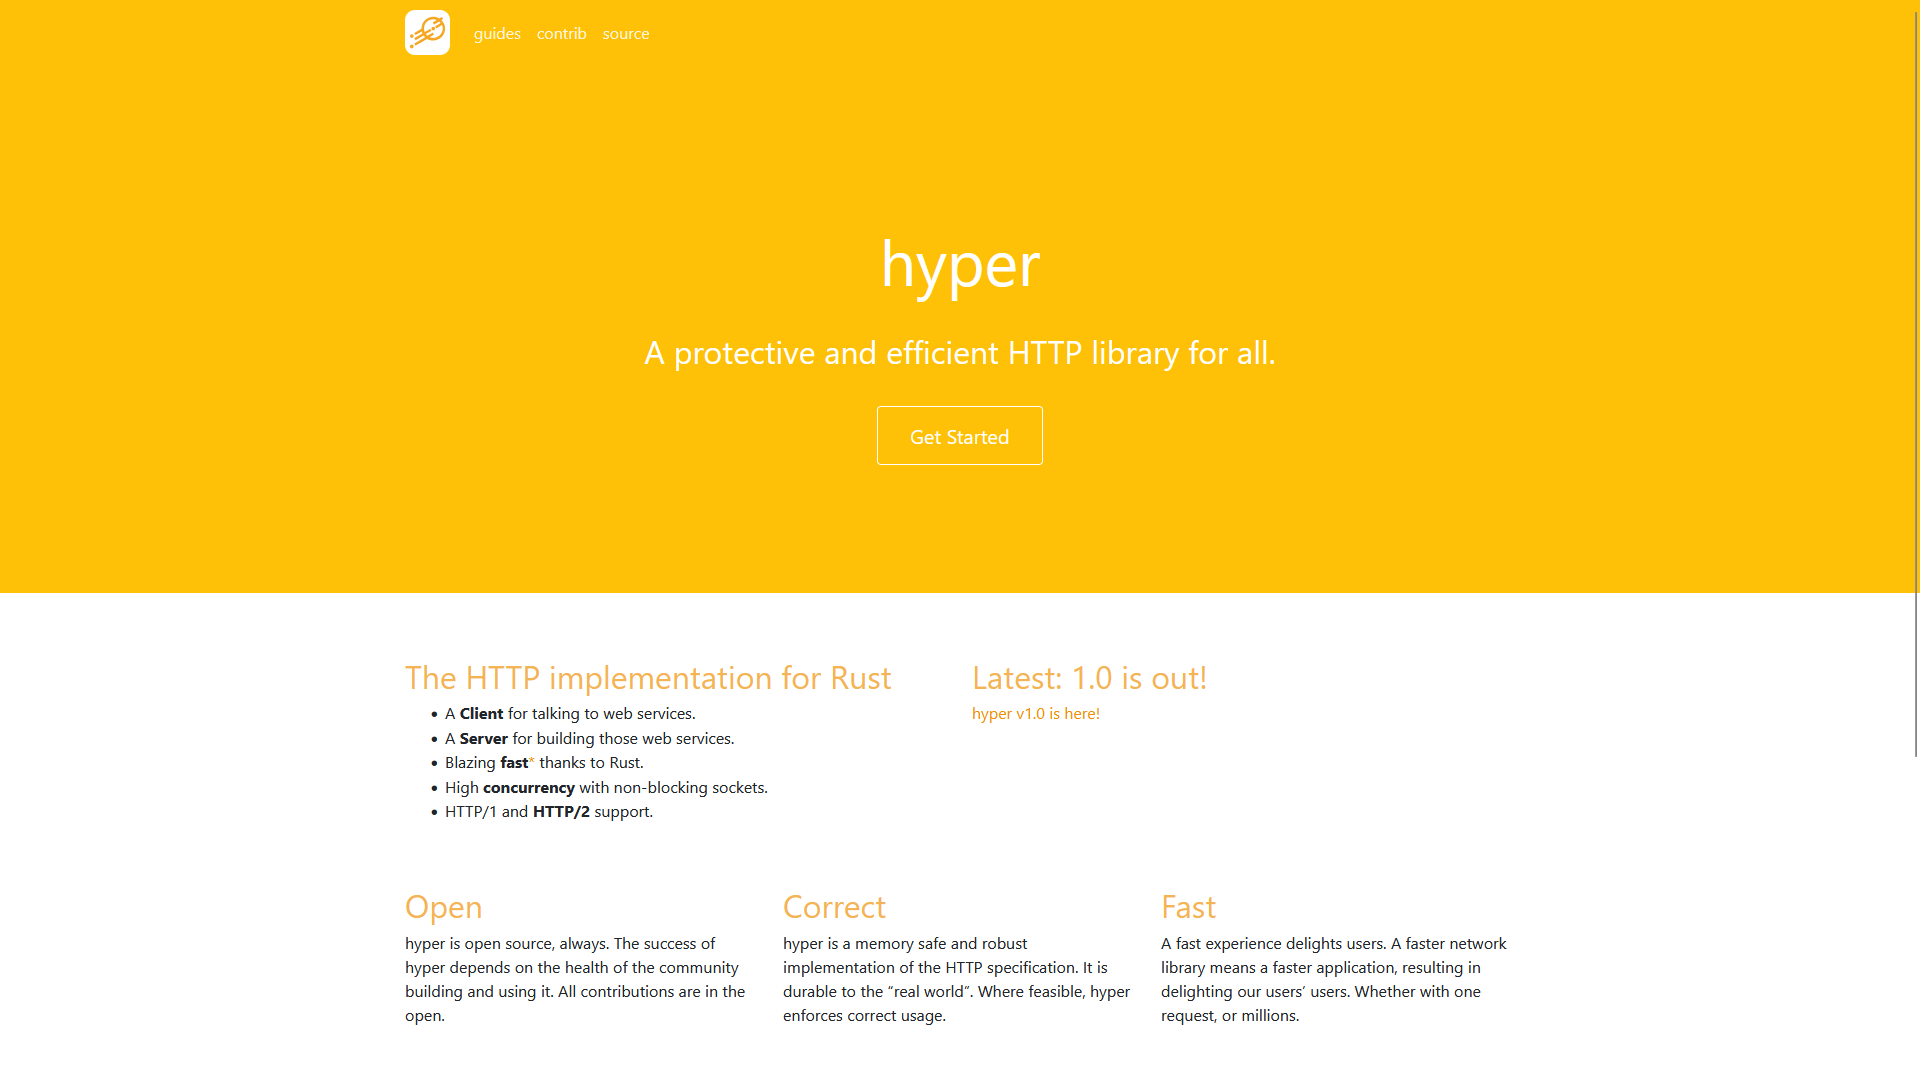 guides contrib source
hyper
A protective and efficient HTTP library for all.
Get Started
The HTTP implementation for Rust
• A Client for talking to web services.
• A Server for building those web services.
• Blazing fast* thanks to Rust.
• High concurrency with non-blocking sockets.
• HTTP/1 and HTTP/2 support.
Latest: 1.0 is out!
hyper v1.0 is here!
Open
hyper is open source, always. The success of
hyper depends on the health of the community
building and using it. All contributions are in the
open.
Correct
hyper is a memory safe and robust
implementation of the HTTP specification. It is
durable to the “real world”. Where feasible, hyper
enforces correct usage.
Fast
A fast experience delights users. A faster network
library means a faster application, resulting in
delighting our users’ users. Whether with one
request, or millions.